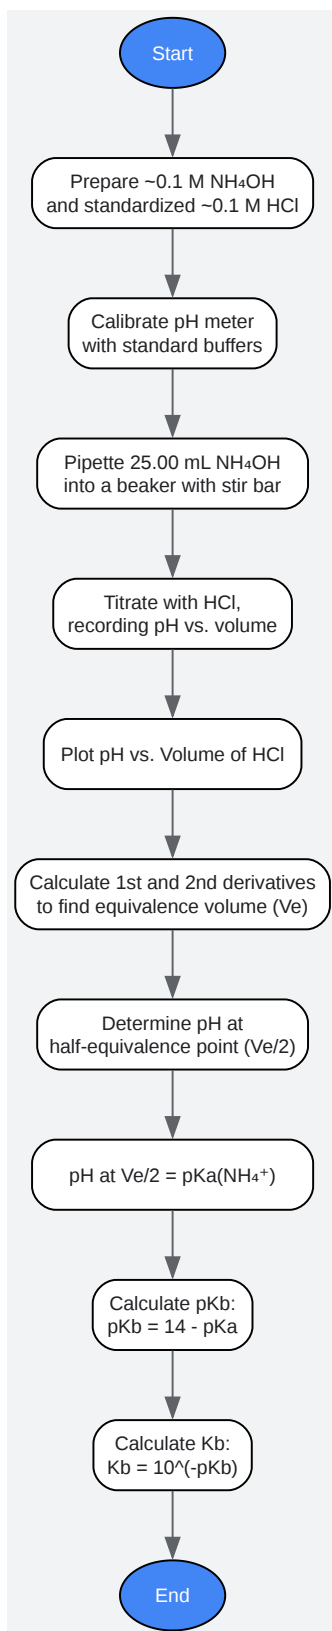 Start
Prepare ~0.1 M NH₄OH
and standardized ~0.1 M HCl
Calibrate pH meter
with standard buffers
Pipette 25.00 mL NH₄OH
into a beaker with stir bar
Titrate with HCl,
recording pH vs. volume
Plot pH vs. Volume of HCl
Calculate 1st and 2nd derivatives
to find equivalence volume (Ve)
Determine pH at
half-equivalence point (Ve/2)
pH at Ve/2 = pKa(NH₄⁺)
Calculate pKb:
pKb = 14 - pKa
Calculate Kb:
Kb = 10^(-pKb)
End